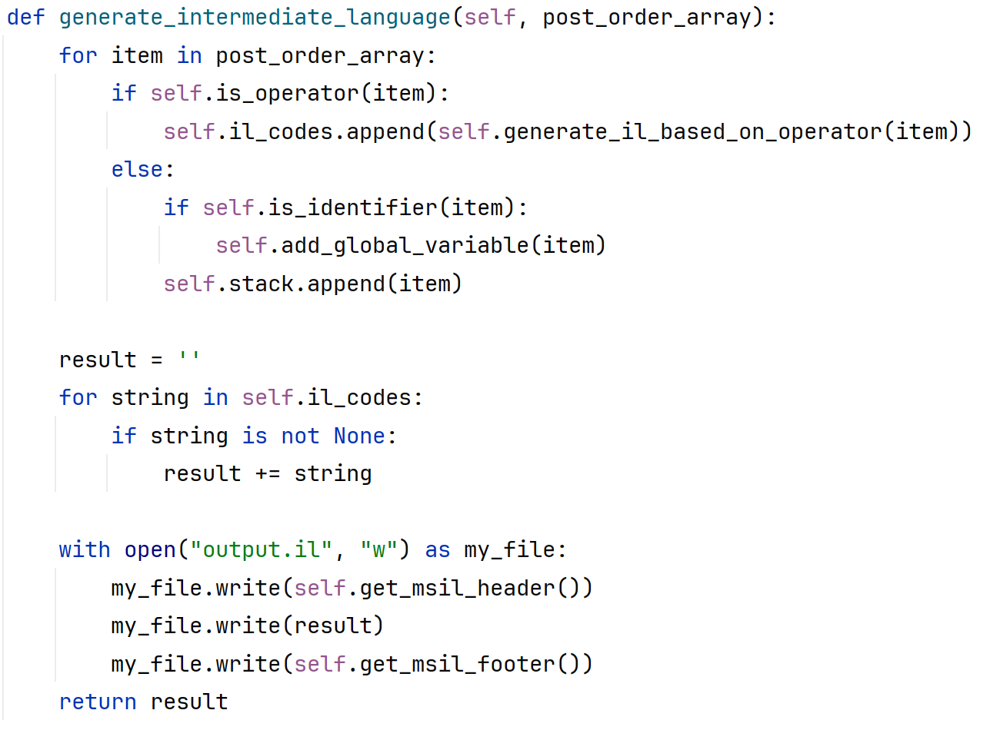 def generate_intermediate_language(self, post_order_array):
    for item in post_order_array:
        if self.is_operator(item):
            self.il_codes.append(self.generate_il_based_on_operator(item))
        else:
            if self.is_identifier(item):
                self.add_global_variable(item)
            self.stack.append(item)

    result = ''
    for string in self.il_codes:
        if string is not None:
            result += string

    with open("output.il", "w") as my_file:
        my_file.write(self.get_msil_header())
        my_file.write(result)
        my_file.write(self.get_msil_footer())
    return result